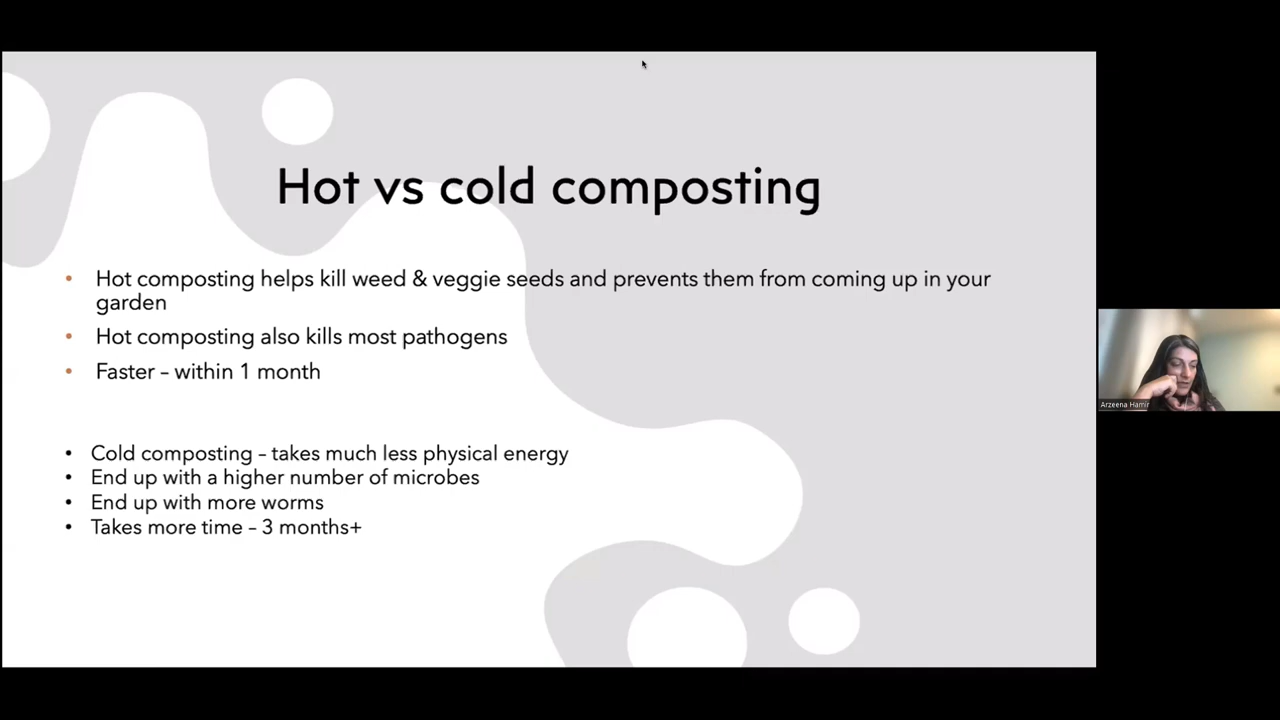 Hot vs cold composting
• Hot composting helps kill weed & veggie seeds and prevents them from coming up in your
garden
• Hot composting also kills most pathogens
• Faster – within 1 month
• Cold composting – takes much less physical energy
• End up with a higher number of microbes
• End up with more worms
• Takes more time – 3 months+
Arzeena Hamir